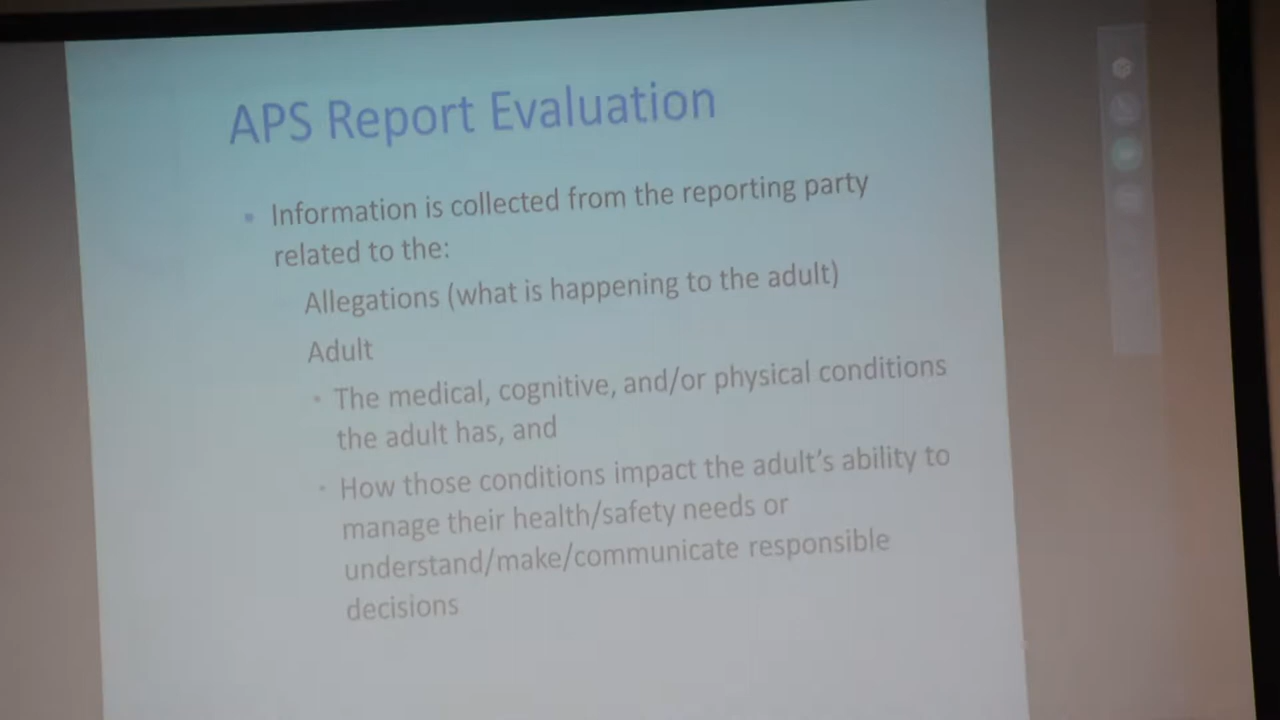 APS Report Evaluation
• Information is collected from the reporting party
related to the:
Allegations (what is happening to the adult)
Adult
• The medical, cognitive, and/or physical conditions
the adult has, and
• How those conditions impact the adult's ability to
manage their health/safety needs or
understand/make/communicate responsible
decisions